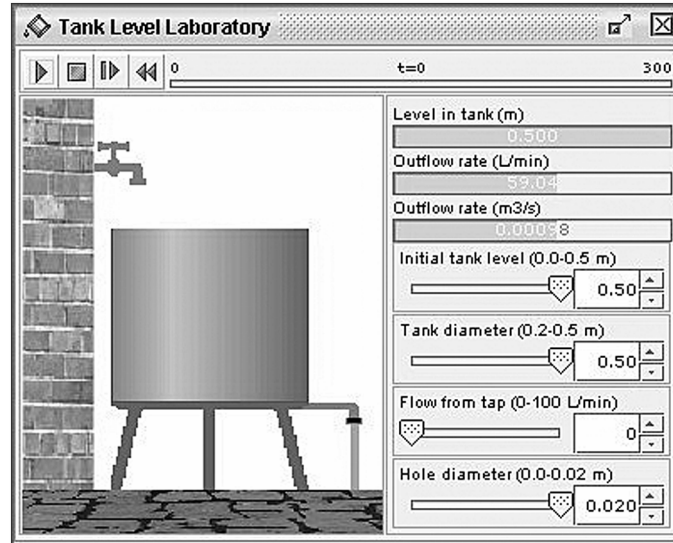 Tank Level Laboratory
0 t=0 300
Level in tank (m)
0.500
Outflow rate (L/min)
59.04
Outflow rate (m3/s)
0.00098
Initial tank level (0.0-0.5 m)
0.50
Tank diameter (0.2-0.5 m)
0.50
Flow from tap (0-100 L/min)
0
Hole diameter (0.0-0.02 m)
0.020